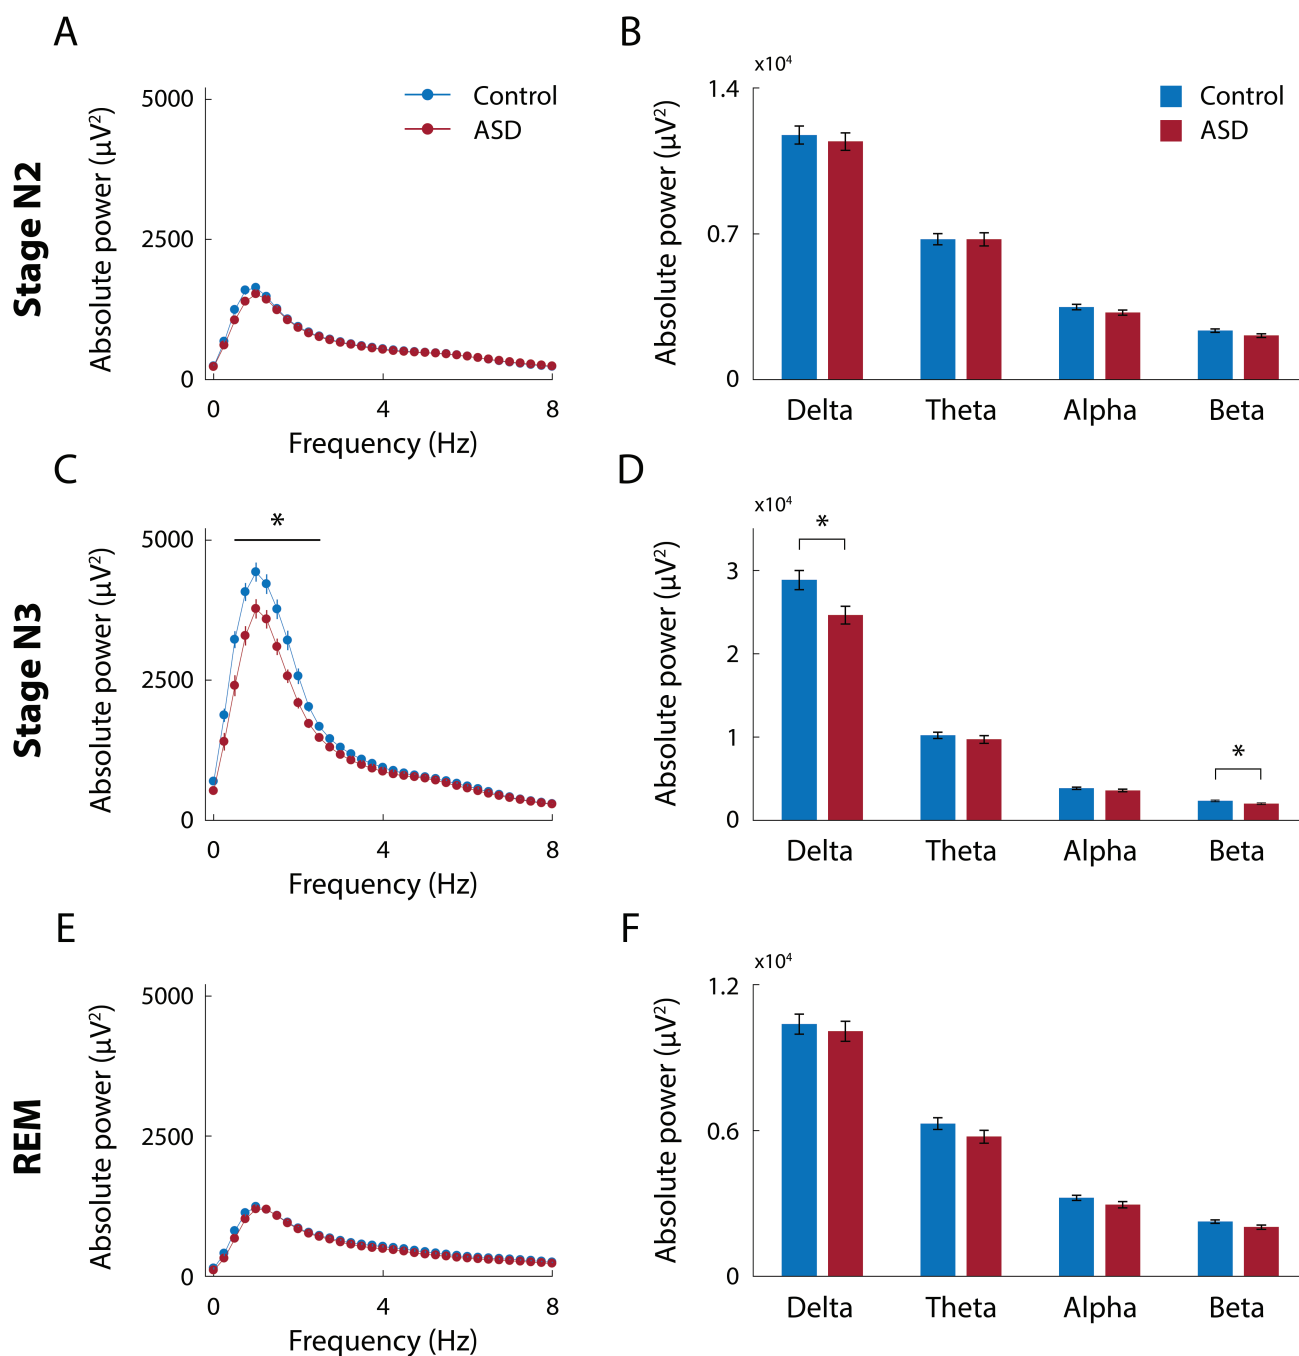 A
Control
ASD
5000
2500
0
Absolute power (µV²)
0 4 8
Frequency (Hz)
Stage N2
B
x10⁴
Control
ASD
1.4
0.7
0
Absolute power (µV²)
Delta Theta Alpha Beta
C
*
5000
2500
0
Absolute power (µV²)
0 4 8
Frequency (Hz)
Stage N3
D
x10⁴
*
*
3
2
1
0
Absolute power (µV²)
Delta Theta Alpha Beta
E
5000
2500
0
Absolute power (µV²)
0 4 8
Frequency (Hz)
REM
F
x10⁴
1.2
0.6
0
Absolute power (µV²)
Delta Theta Alpha Beta